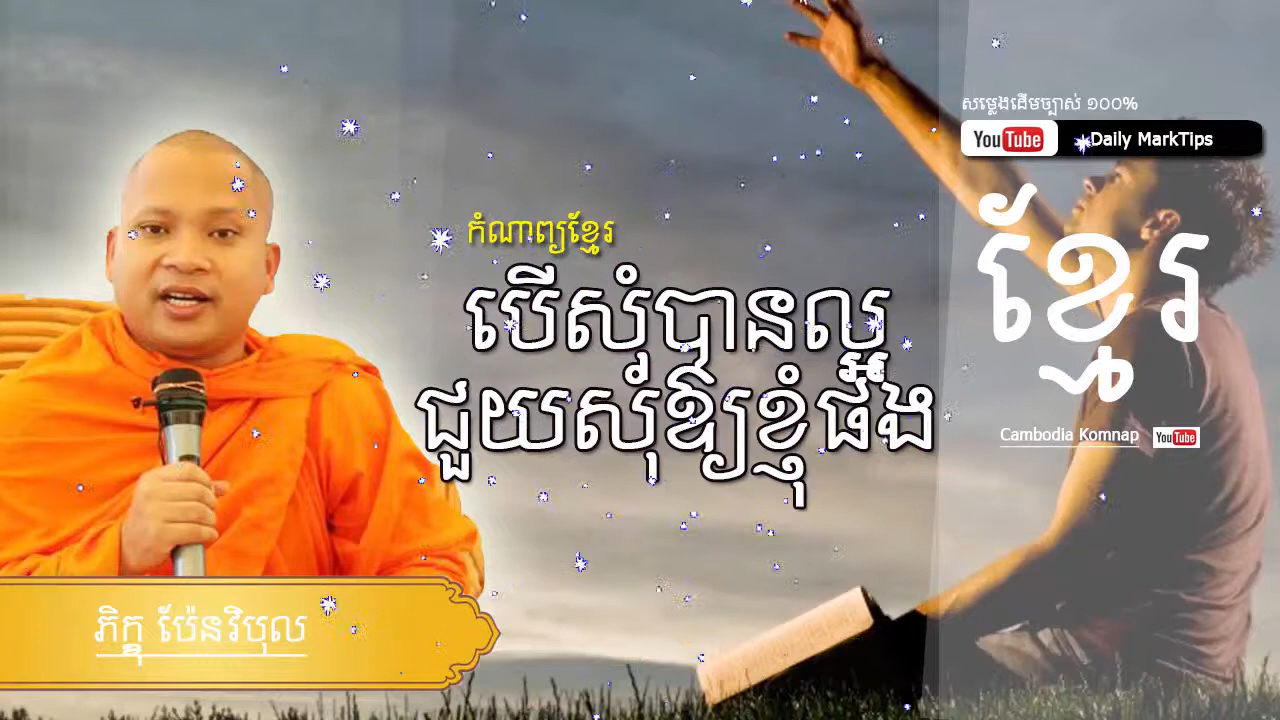 សម្លេងដើមច្បាស់ ១០០%
YouTube Daily MarkTips
កំណាព្យខ្មែរ
បើសុំបានល្អ
ជួយសុំឱ្យខ្ញុំផង
ខ្មែរ
Cambodia Komnap YouTube
ភិក្ខុ ប៉ែនវិបុល